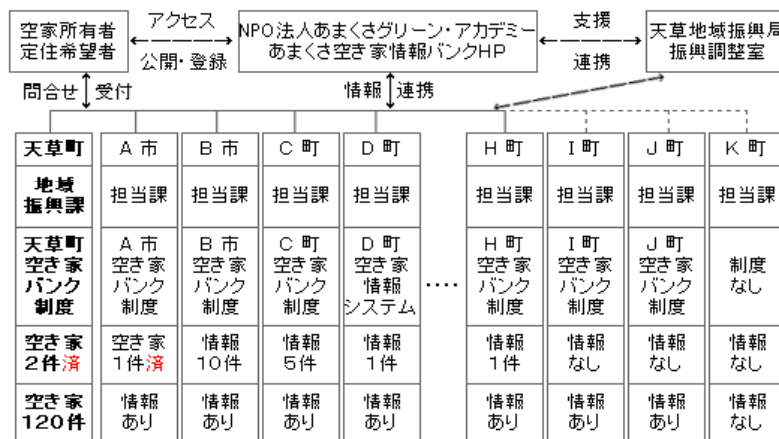 空家所有者
定住希望者
アクセス
公開・登録
NPO法人あまくさグリーン・アカデミー
あまくさ空き家情報バンクHP
支援
連携
天草地域振興局
振興調整室
問合せ 受付
情報 連携
天草町
A市
B市
C町
D町
H町
I町
J町
K町
地域
振興課
担当課
担当課
担当課
担当課
担当課
担当課
担当課
担当課
天草町
空き家
バンク
制度
A市
空き家
バンク
制度
B市
空き家
バンク
制度
C町
空き家
バンク
制度
D町
空き家
情報
システム
‥‥
H町
空き家
バンク
制度
I町
空き家
バンク
制度
J町
空き家
バンク
制度
制度
なし
空き家
2件済
空き家
1件済
情報
10件
情報
5件
情報
1件
情報
1件
情報
なし
情報
なし
情報
なし
空き家
120件
情報
あり
情報
あり
情報
あり
情報
あり
情報
あり
情報
あり
情報
あり
情報
なし